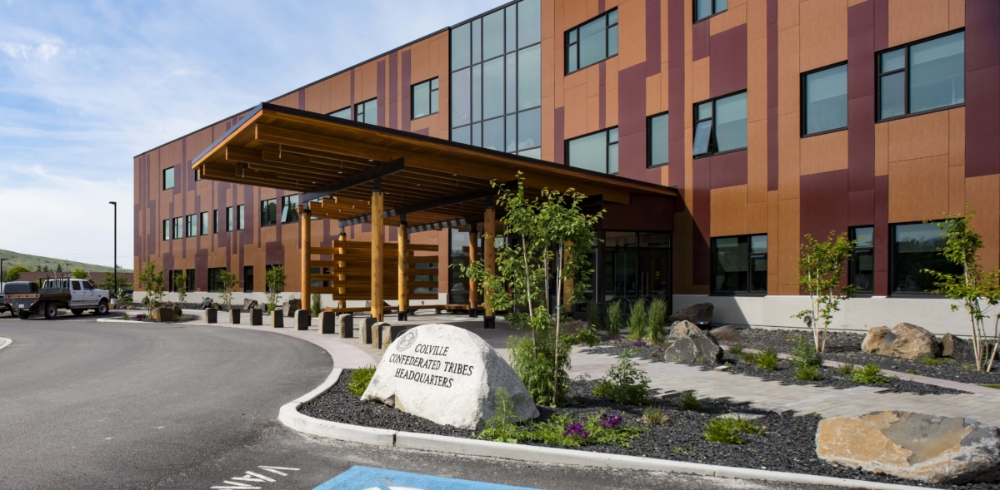 COLVILLE
CONFEDERATED TRIBES
HEADQUARTERS
VAN